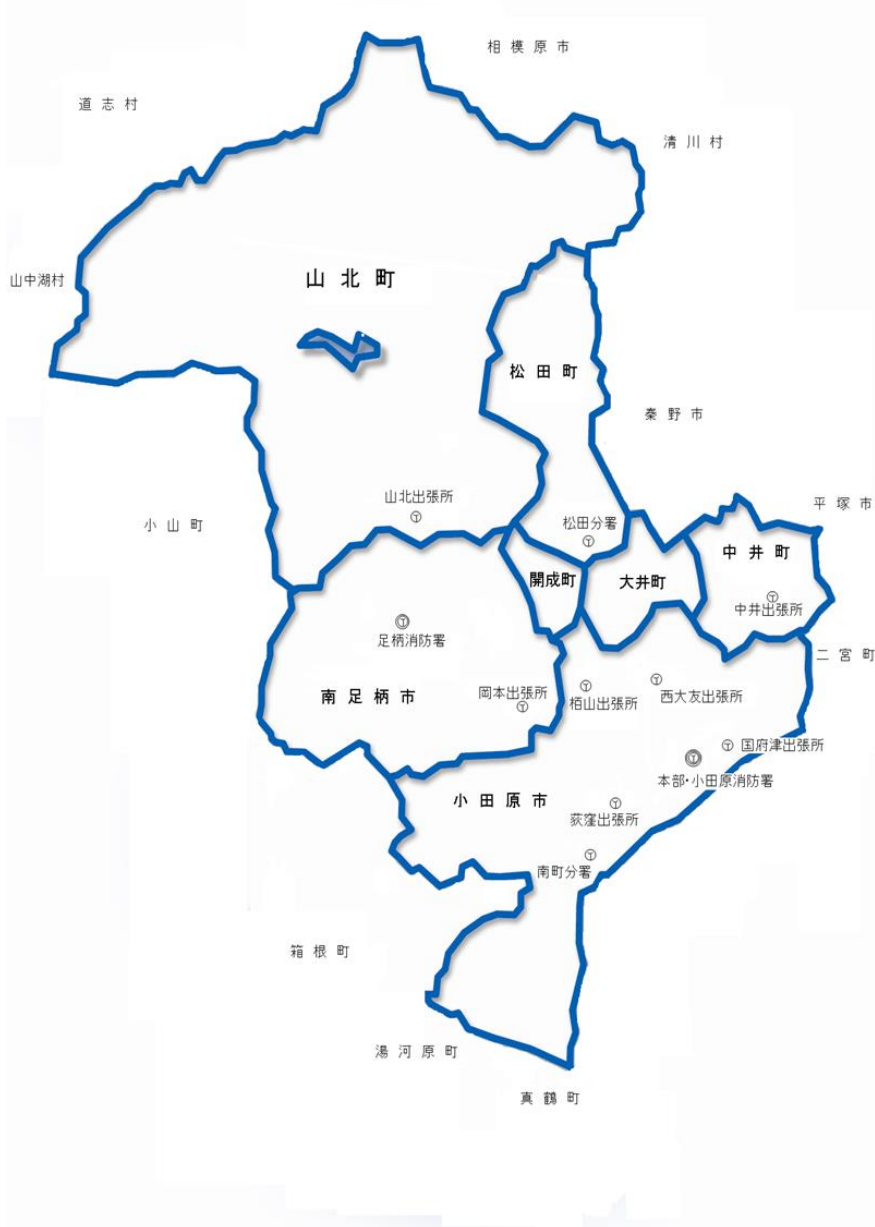 相模原市
道志村
清川村
山中湖村
山北町
松田町
秦野市
山北出張所
平塚市
小山町
松田分署
中井町
開成町
大井町
中井出張所
足柄消防署
二宮町
南足柄市
岡本出張所
栢山出張所
西大友出張所
国府津出張所
本部・小田原消防署
小田原市
荻窪出張所
南町分署
箱根町
湯河原町
真鶴町